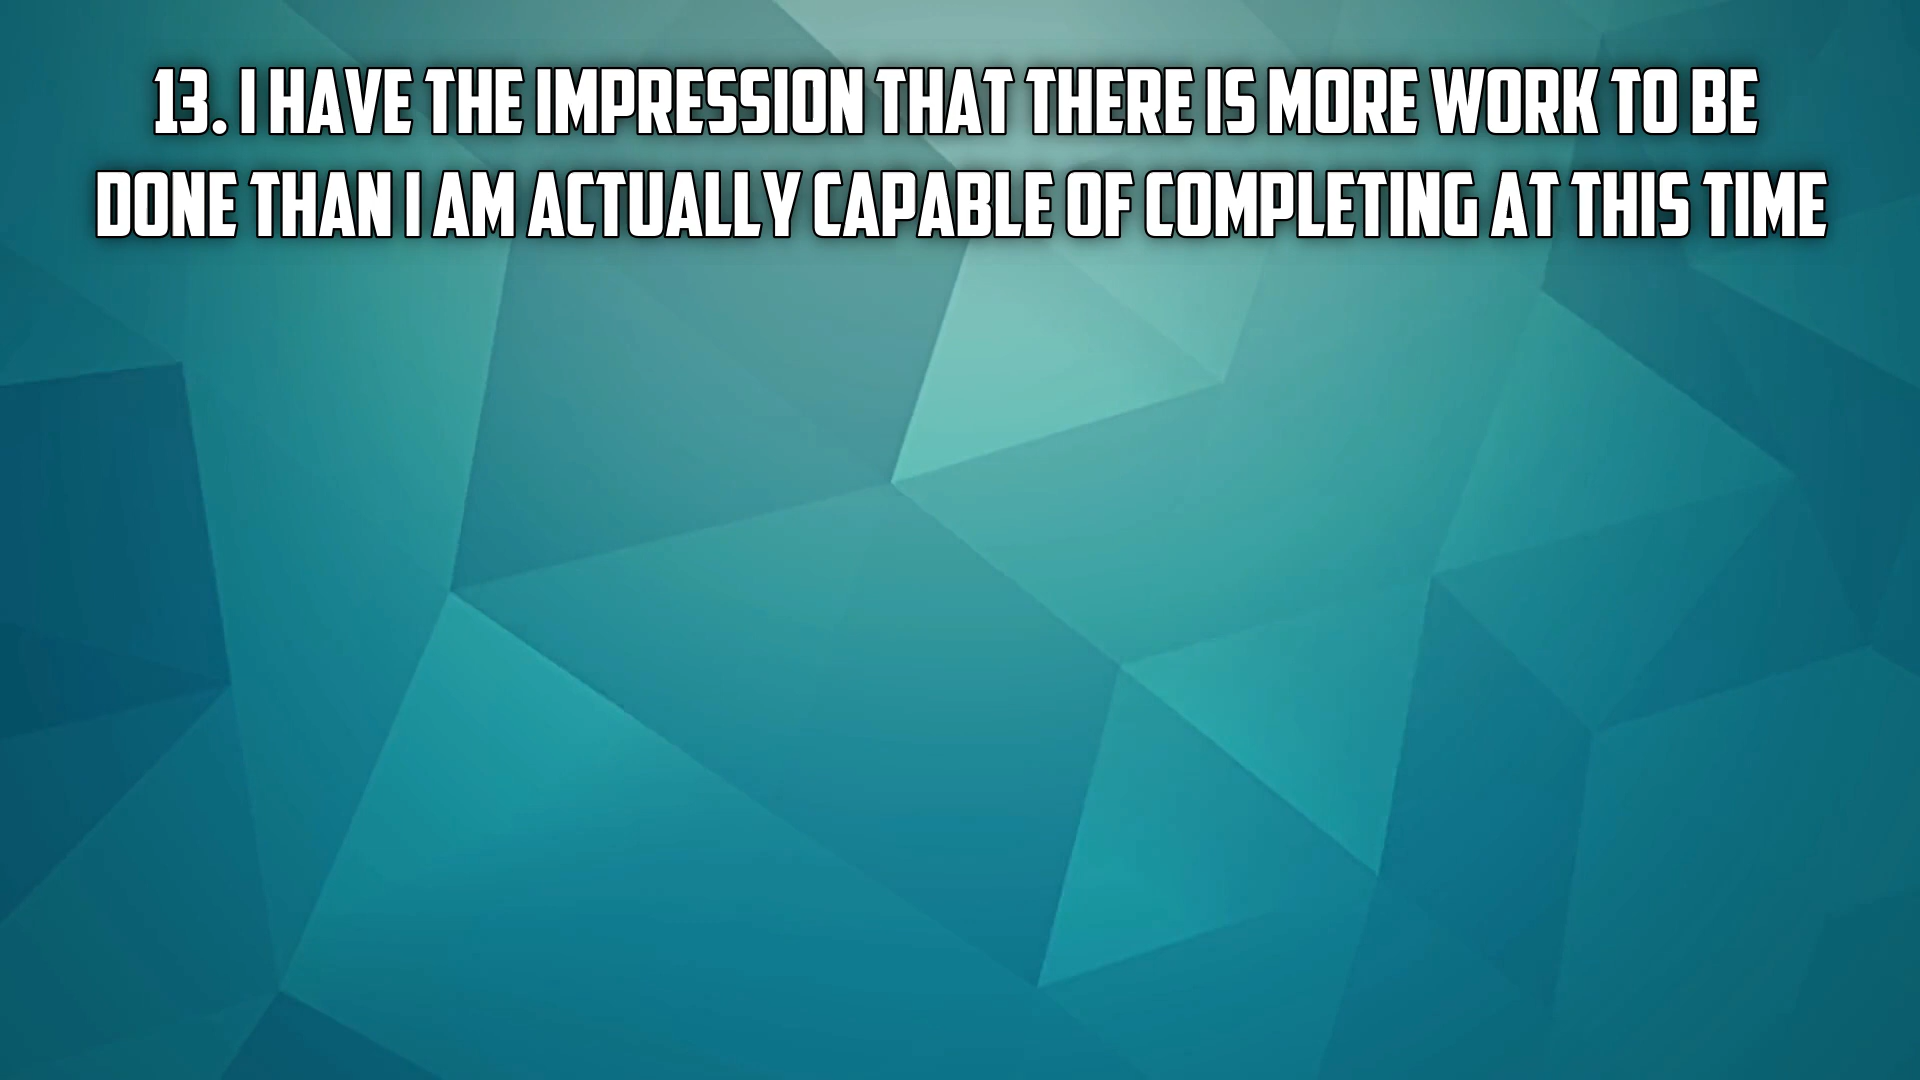 13. I HAVE THE IMPRESSION THAT THERE IS MORE WORK TO BE
DONE THAN I AM ACTUALLY CAPABLE OF COMPLETING AT THIS TIME